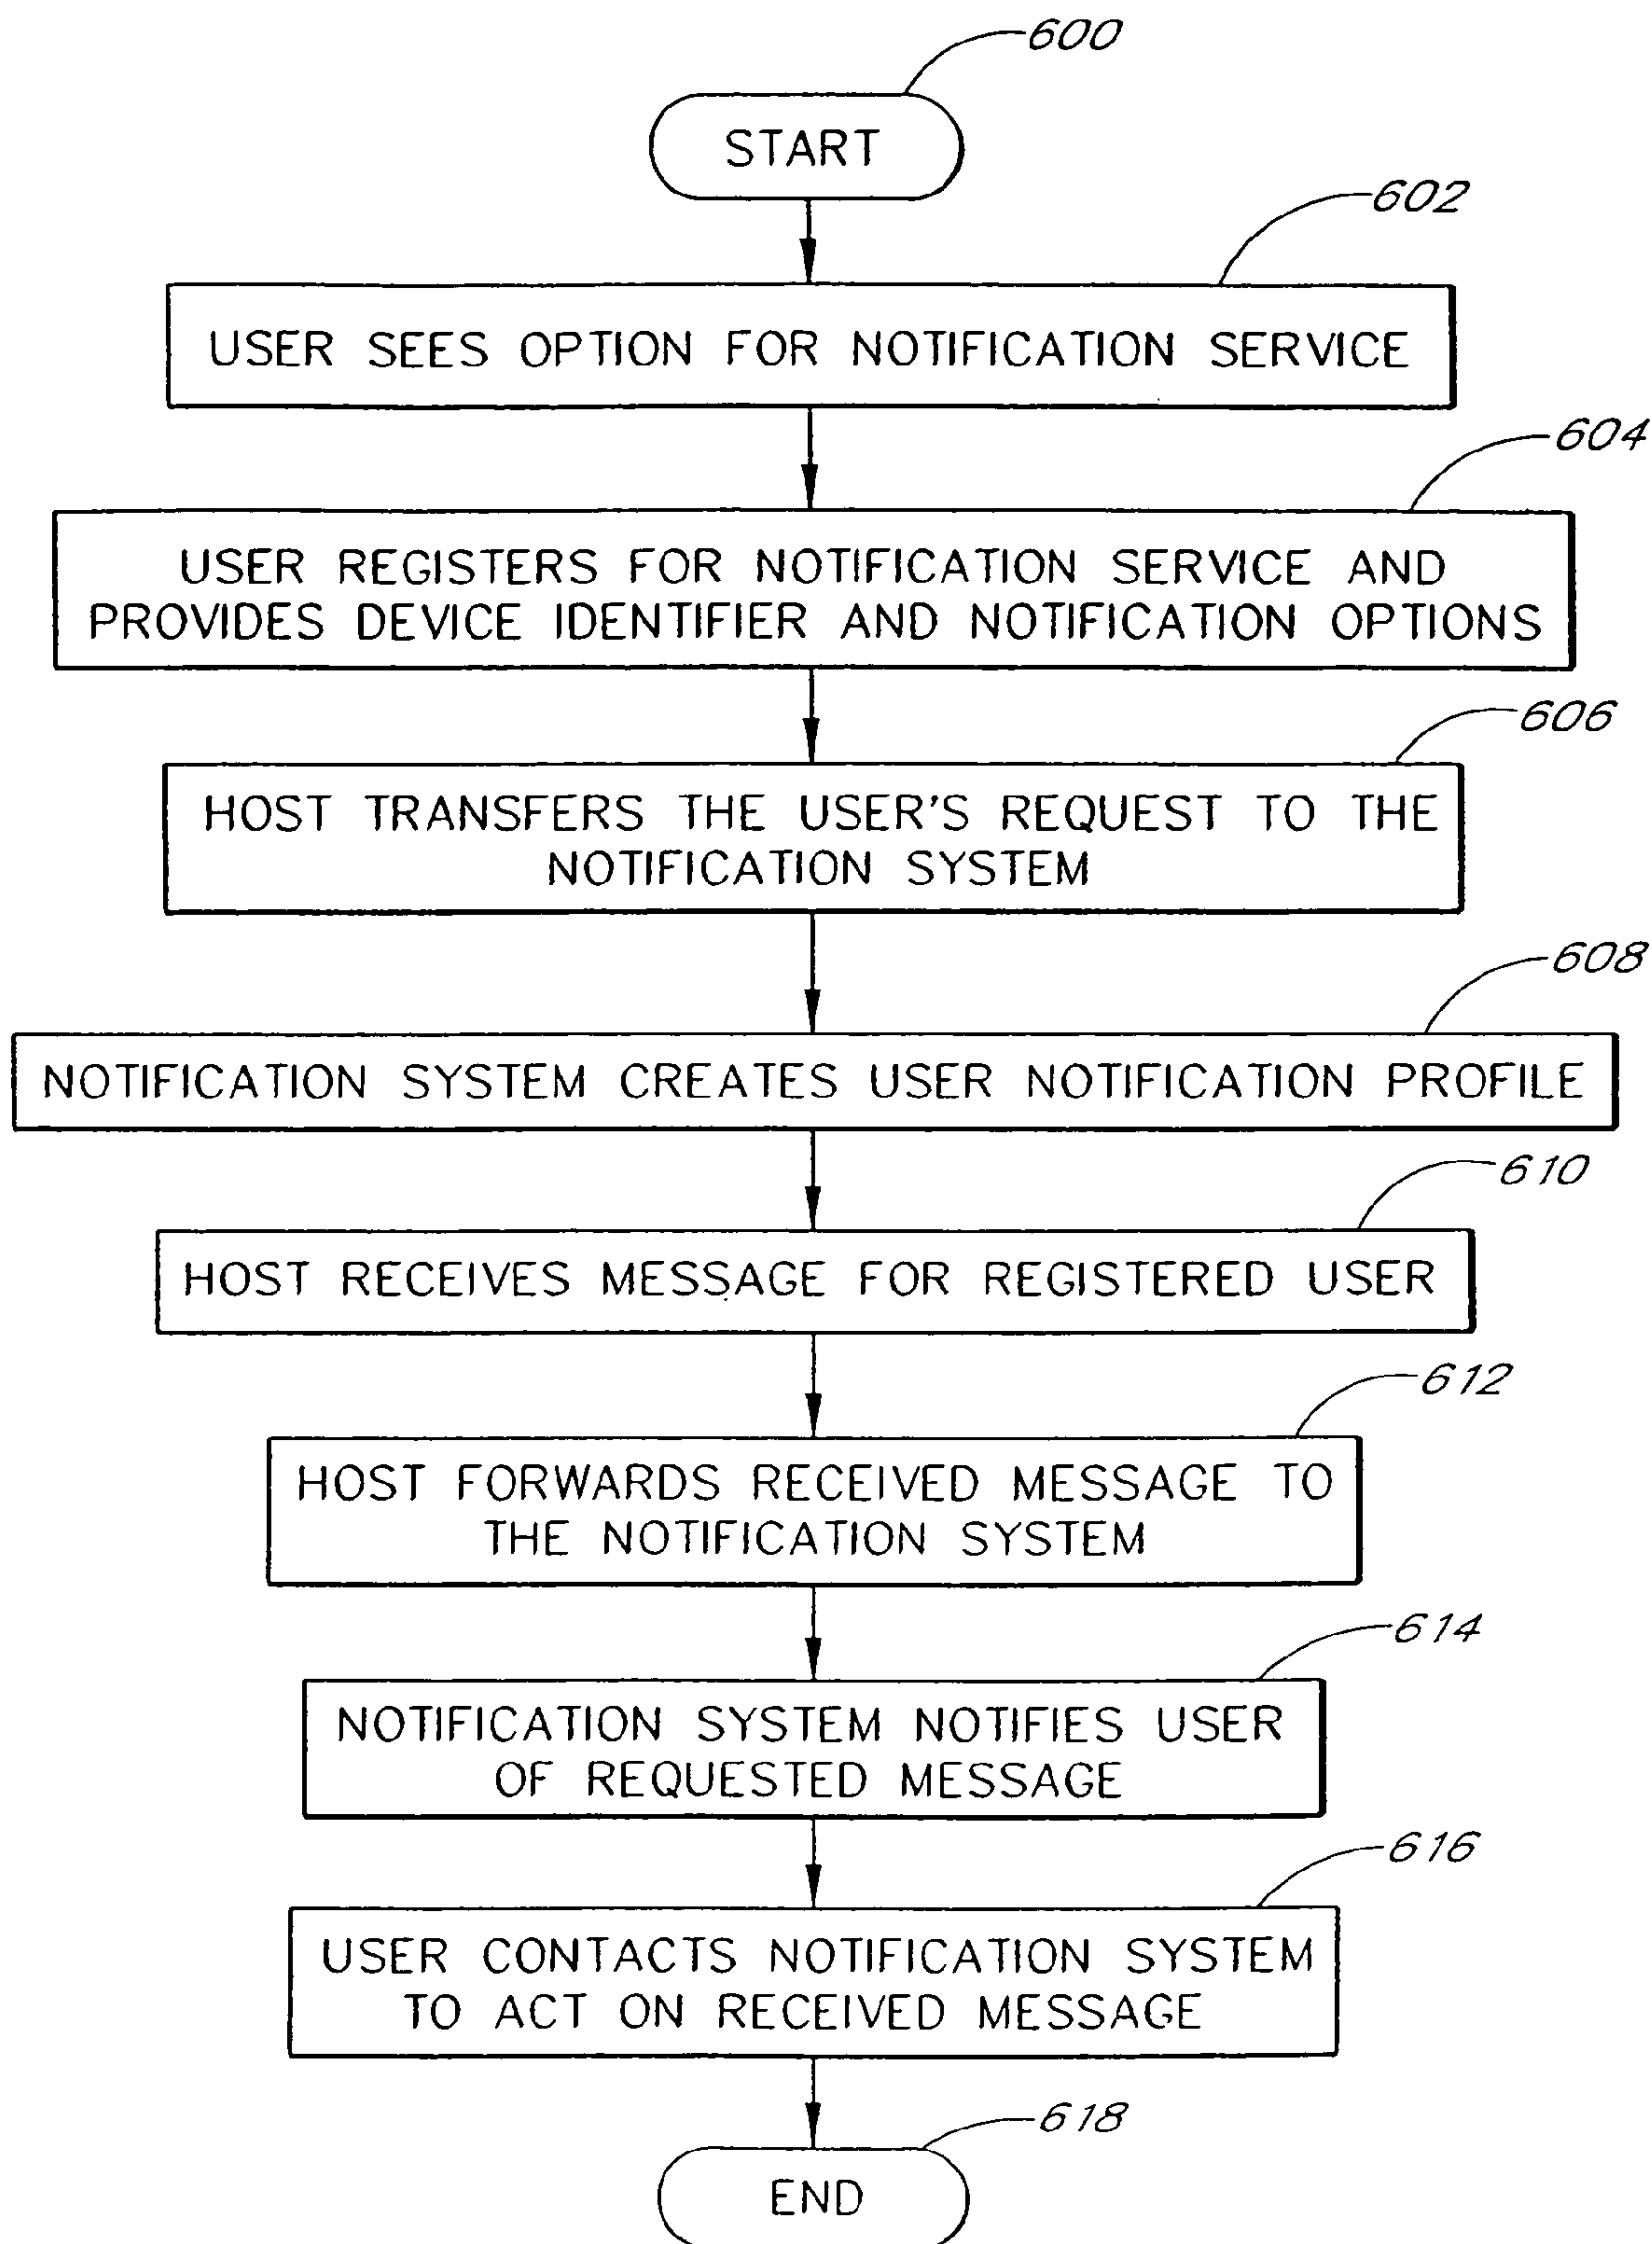 600
START
602
USER SEES OPTION FOR NOTIFICATION SERVICE
604
USER REGISTERS FOR NOTIFICATION SERVICE AND
PROVIDES DEVICE IDENTIFIER AND NOTIFICATION OPTIONS
606
HOST TRANSFERS THE USER'S REQUEST TO THE
NOTIFICATION SYSTEM
608
NOTIFICATION SYSTEM CREATES USER NOTIFICATION PROFILE
610
HOST RECEIVES MESSAGE FOR REGISTERED USER
612
HOST FORWARDS RECEIVED MESSAGE TO
THE NOTIFICATION SYSTEM
614
NOTIFICATION SYSTEM NOTIFIES USER
OF REQUESTED MESSAGE
616
USER CONTACTS NOTIFICATION SYSTEM
TO ACT ON RECEIVED MESSAGE
618
END